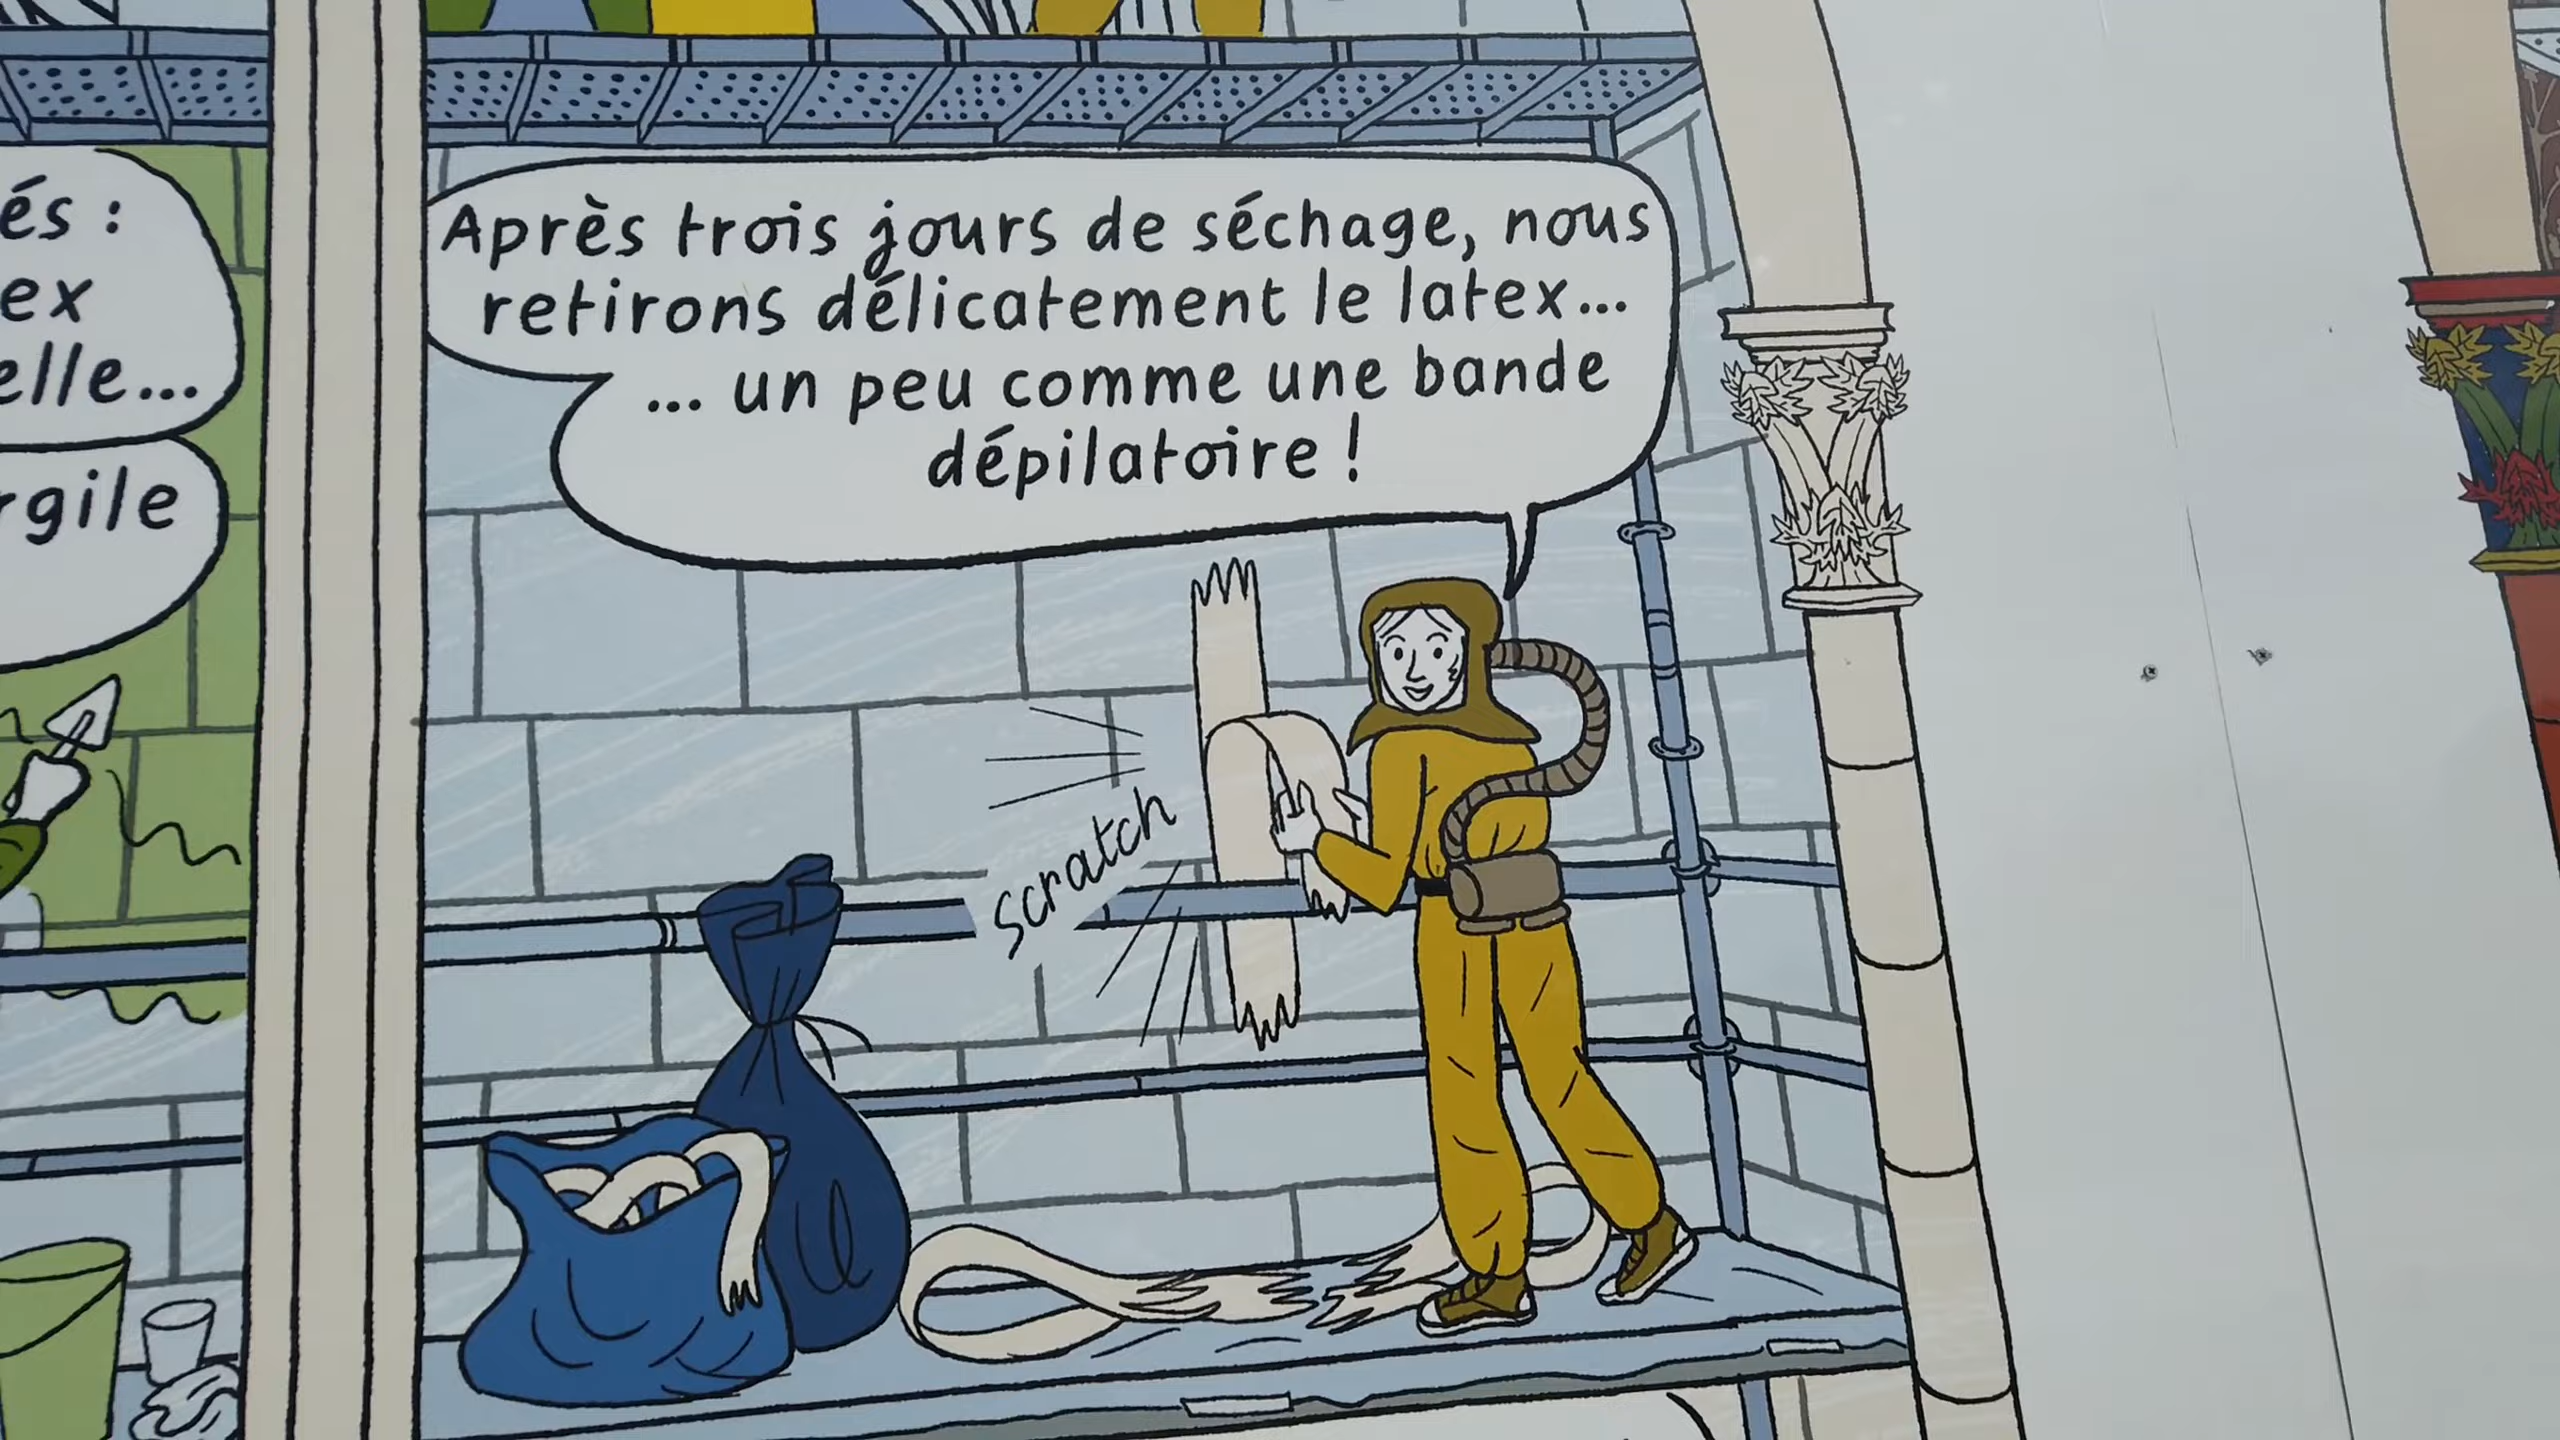 és :
ex
elle...
rgile
Après trois jours de séchage, nous
retirons délicatement le latex...
... un peu comme une bande
dépilatoire !
scratch